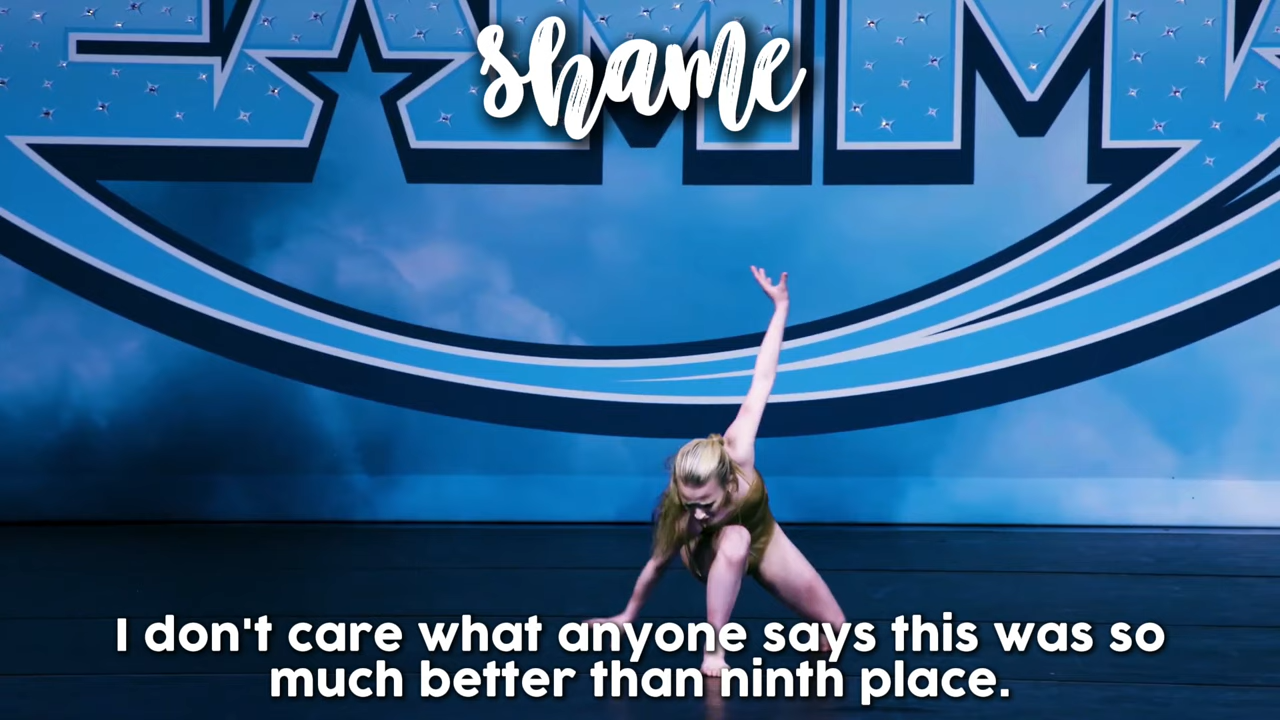 shame
I don't care what anyone says this was so
much better than ninth place.